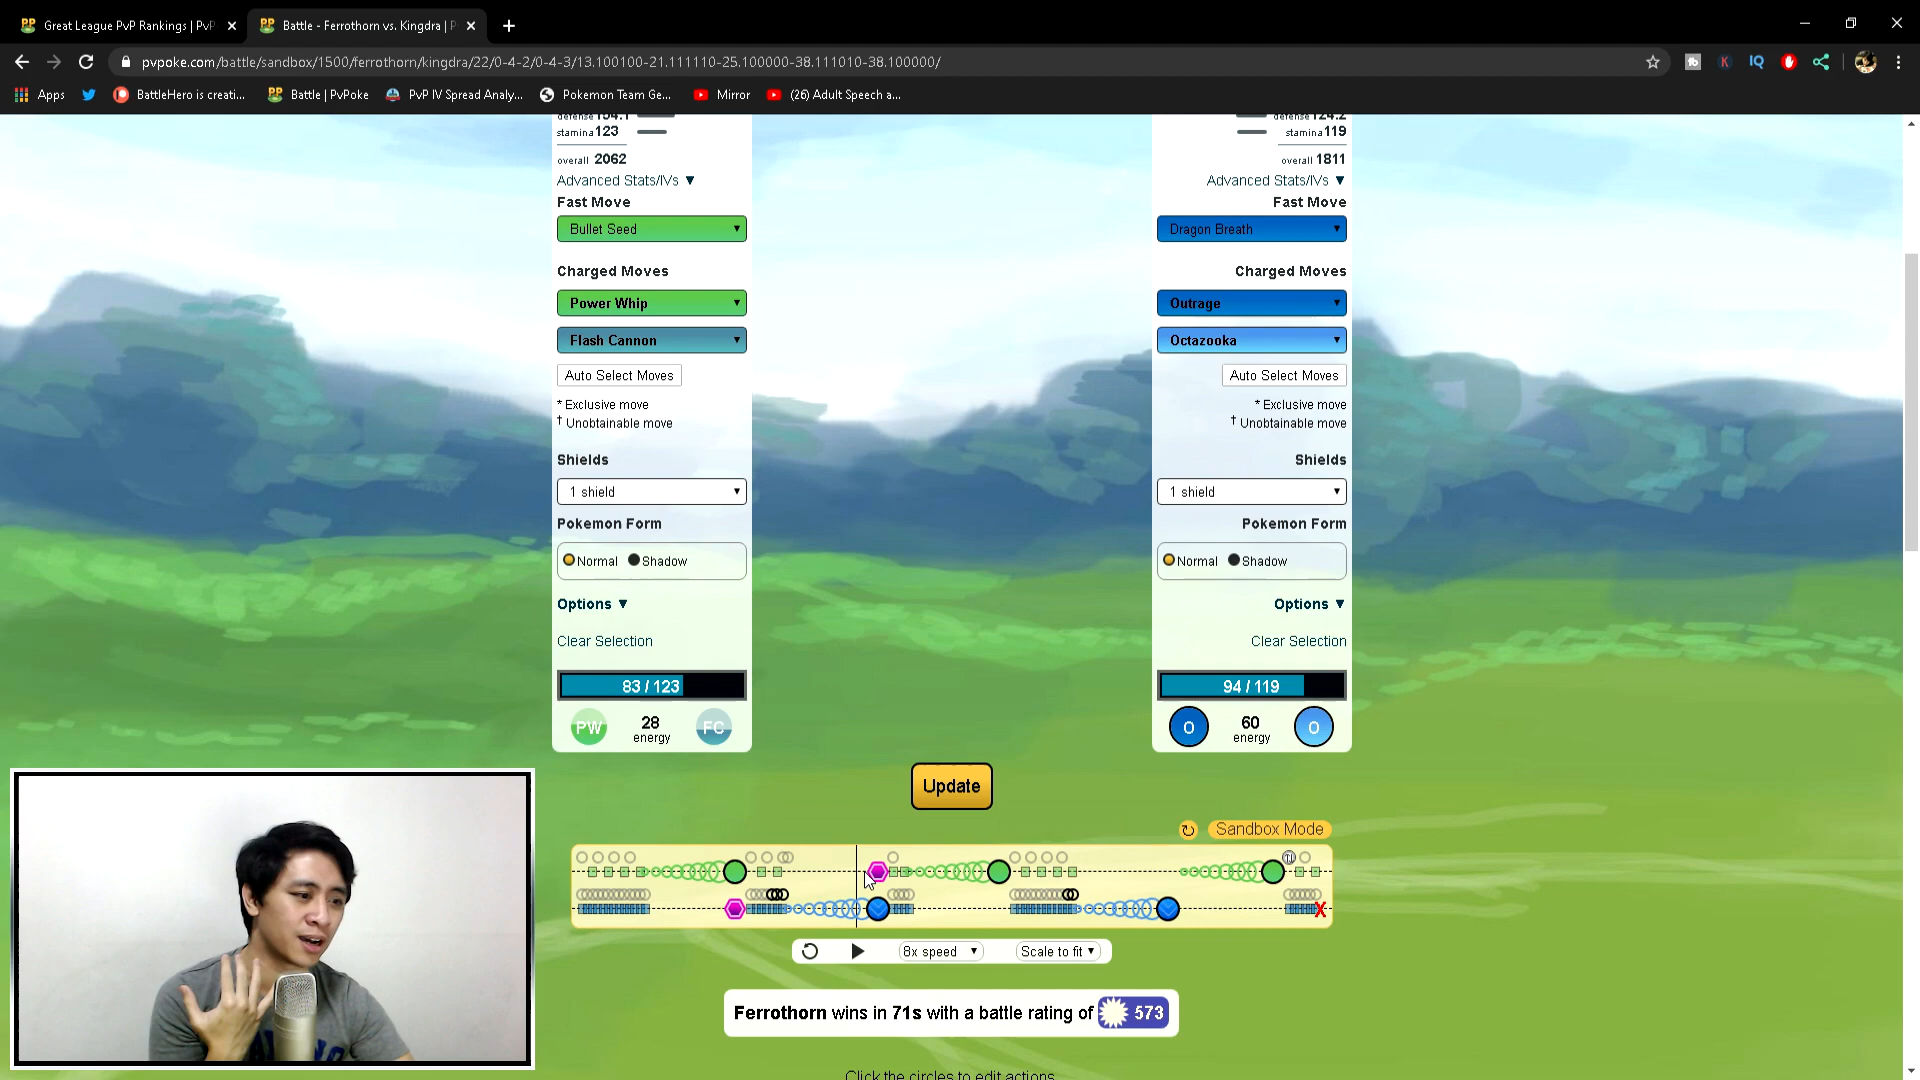 Great League PvP Rankings | PvP
Battle - Ferrothorn vs. Kingdra | P
pvpoke.com/battle/sandbox/1500/ferrothorn/kingdra/22/0-4-2/0-4-3/13.100100-21.111110-25.100000-38.111010-38.100000/
Apps
BattleHero is creati...
Battle | PvPoke
PvP IV Spread Analy...
Pokemon Team Ge...
Mirror
(26) Adult Speech a...
defense 154.1
defense 124.2
stamina 123
stamina 119
overall 2062
overall 1811
Advanced Stats/IVs ▼
Advanced Stats/IVs ▼
Fast Move
Fast Move
Bullet Seed
Dragon Breath
Charged Moves
Charged Moves
Power Whip
Outrage
Flash Cannon
Octazooka
Auto Select Moves
Auto Select Moves
* Exclusive move
* Exclusive move
† Unobtainable move
† Unobtainable move
Shields
Shields
1 shield
1 shield
Pokemon Form
Pokemon Form
Normal Shadow
Normal Shadow
Options ▼
Options ▼
Clear Selection
Clear Selection
83 / 123
94 / 119
PW 28 energy FC
O 60 energy O
Update
Sandbox Mode
8x speed
Scale to fit
Ferrothorn wins in 71s with a battle rating of 573
Click the circles to edit actions